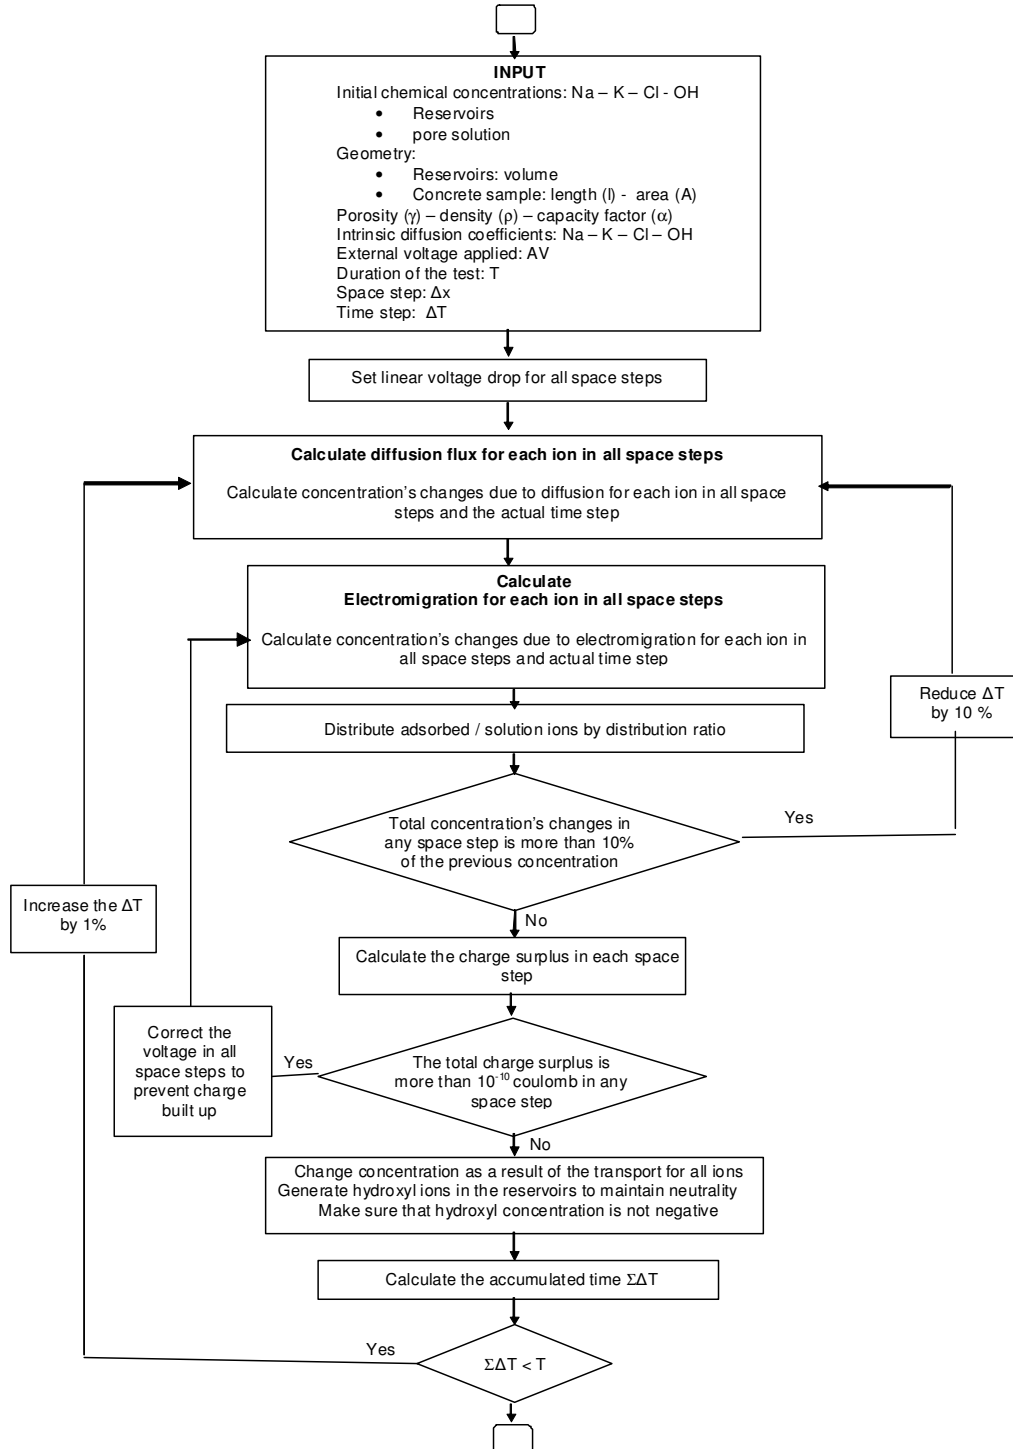 INPUT
Initial chemical concentrations: Na – K – Cl - OH
• Reservoirs
• pore solution
Geometry:
• Reservoirs: volume
• Concrete sample: length (l) - area (A)
Porosity (γ) – density (ρ) – capacity factor (α)
Intrinsic diffusion coefficients: Na – K – Cl – OH
External voltage applied: AV
Duration of the test: T
Space step: Δx
Time step: ΔT
Set linear voltage drop for all space steps
Calculate diffusion flux for each ion in all space steps
Calculate concentration's changes due to diffusion for each ion in all space
steps and the actual time step
Calculate
Electromigration for each ion in all space steps
Calculate concentration's changes due to electromigration for each ion in
all space steps and actual time step
Reduce ΔT
by 10 %
Distribute adsorbed / solution ions by distribution ratio
Total concentration's changes in
any space step is more than 10%
of the previous concentration
Yes
No
Increase the ΔT
by 1%
Calculate the charge surplus in each space
step
Correct the
voltage in all
space steps to
prevent charge
built up
Yes
The total charge surplus is
more than 10⁻¹⁰ coulomb in any
space step
No
Change concentration as a result of the transport for all ions
Generate hydroxyl ions in the reservoirs to maintain neutrality
Make sure that hydroxyl concentration is not negative
Calculate the accumulated time ΣΔT
Yes
ΣΔT < T